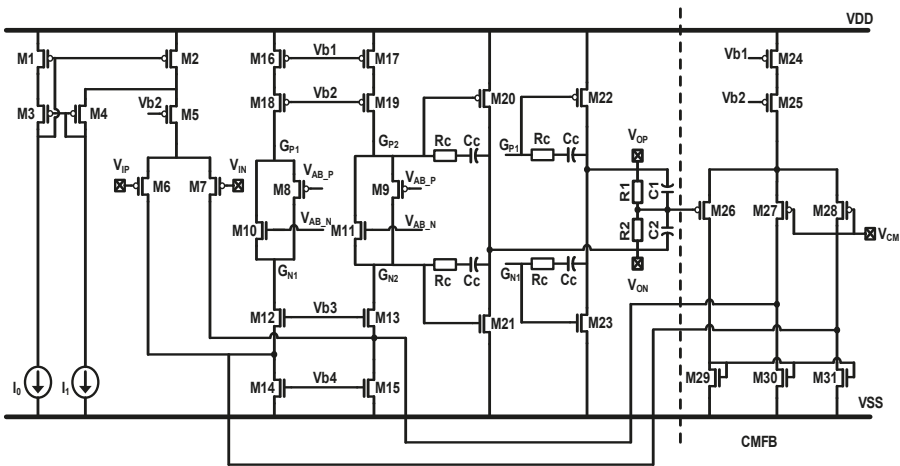 VDD
M1
M2
M16
Vb1
M17
Vb1
M24
M3
M4
Vb2
M5
M18
Vb2
M19
M20
M22
Vb2
M25
GP1
GP2
Rc
Cc
GP1
Rc
Cc
VOP
VIP
VIN
M6
M7
M8
VAB_P
M9
VAB_P
R1
C1
M26
M27
M28
M10
VAB_N
M11
VAB_N
R2
C2
VCM
GN1
GN2
Rc
Cc
GN1
Rc
Cc
VON
M12
Vb3
M13
M21
M23
I0
I1
M14
Vb4
M15
M29
M30
M31
VSS
CMFB